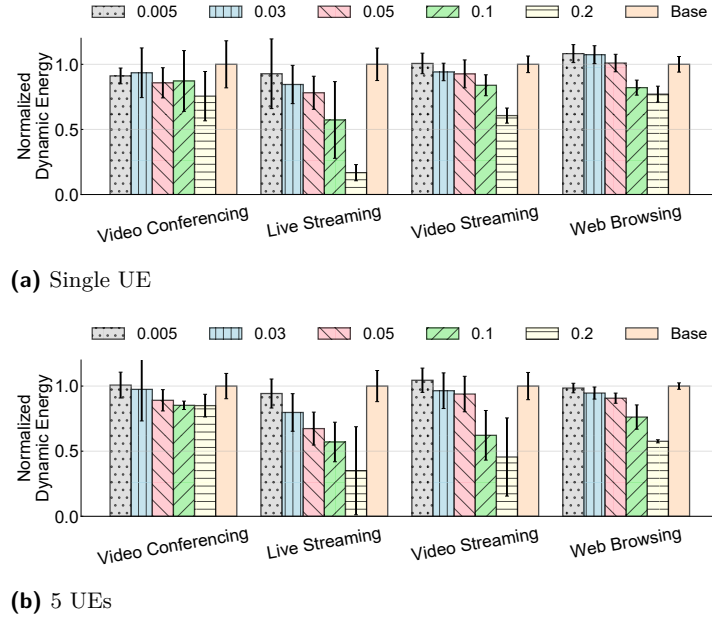 0.005 0.03 0.05 0.1 0.2 Base
Normalized
Dynamic Energy
1.0
0.5
0.0
Video Conferencing Live Streaming Video Streaming Web Browsing
(a) Single UE
0.005 0.03 0.05 0.1 0.2 Base
Normalized
Dynamic Energy
1.0
0.5
0.0
Video Conferencing Live Streaming Video Streaming Web Browsing
(b) 5 UEs